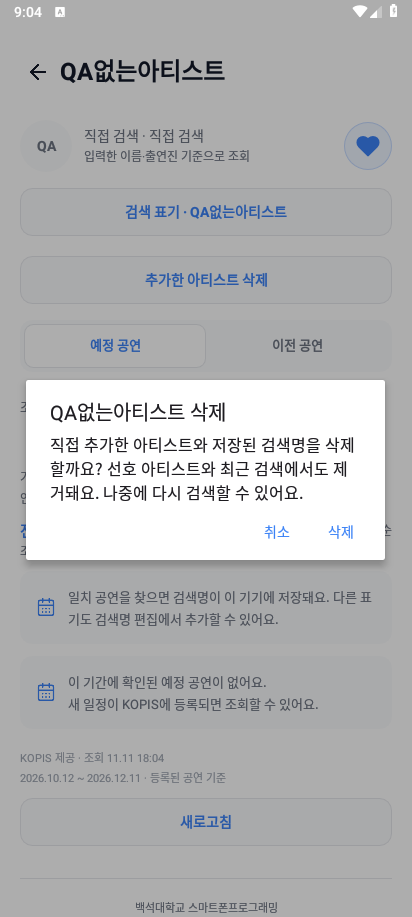 9:04
A
QA없는아티스트
QA
직접 검색 · 직접 검색
입력한 이름·출연진 기준으로 조회
검색 표기 · QA없는아티스트
추가한 아티스트 삭제
예정 공연
이전 공연
QA없는아티스트 삭제
직접 추가한 아티스트와 저장된 검색명을 삭제
할까요? 선호 아티스트와 최근 검색에서도 제
거돼요. 나중에 다시 검색할 수 있어요.
취소
삭제
순
일치 공연을 찾으면 검색명이 이 기기에 저장돼요. 다른 표
기도 검색명 편집에서 추가할 수 있어요.
이 기간에 확인된 예정 공연이 없어요.
새 일정이 KOPIS에 등록되면 조회할 수 있어요.
KOPIS 제공 · 조회 11.11 18:04
2026.10.12 ~ 2026.12.11 · 등록된 공연 기준
새로고침
백석대학교 스마트폰프로그래밍